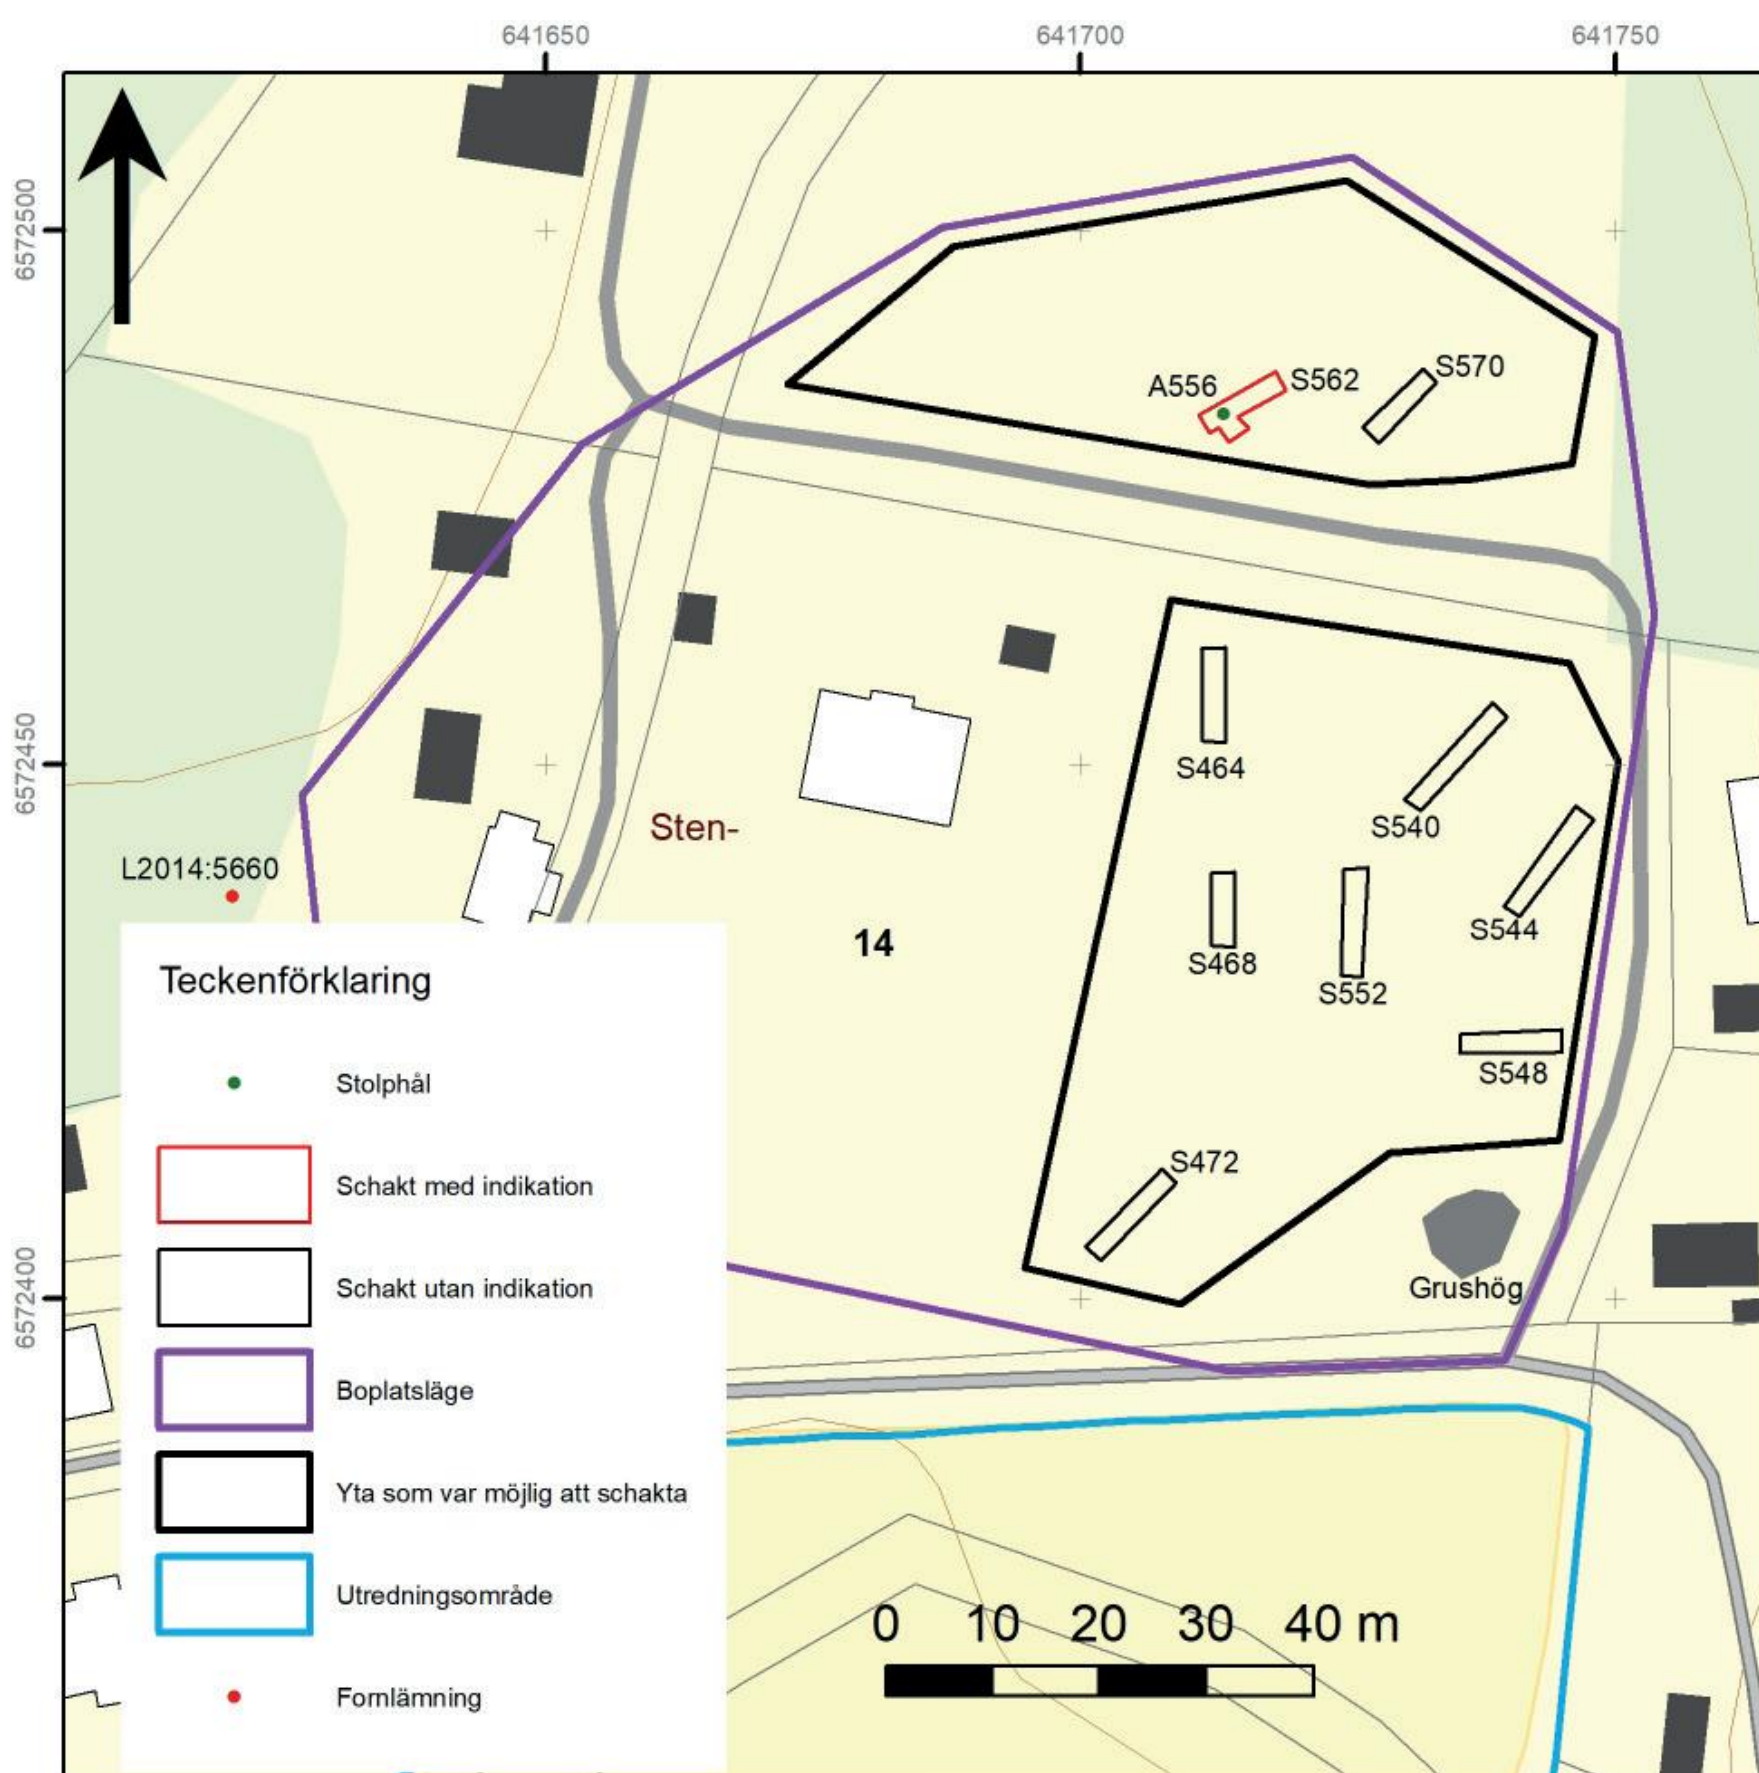 641650
641700
641750
6572500
6572450
6572400
A556
S562
S570
S464
S540
S468
S552
S544
S548
S472
Grushög
Sten-
14
L2014:5660
Teckenförklaring
Stolphål
Schakt med indikation
Schakt utan indikation
Boplatsläge
Yta som var möjlig att schakta
Utredningsområde
Fornlämning
0 10 20 30 40 m